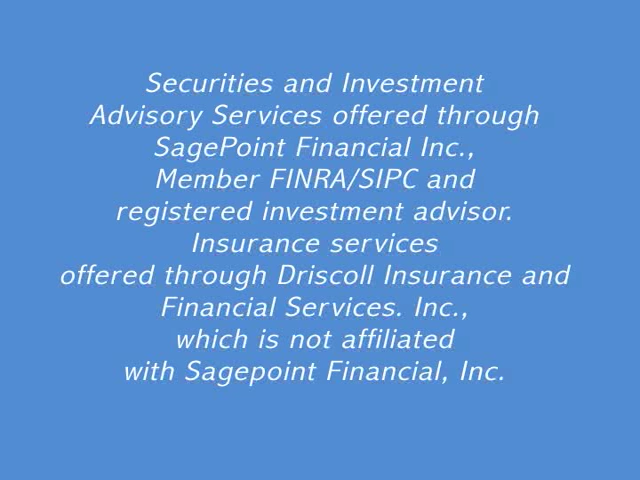 Securities and Investment
Advisory Services offered through
SagePoint Financial Inc.,
Member FINRA/SIPC and
registered investment advisor.
Insurance services
offered through Driscoll Insurance and
Financial Services. Inc.,
which is not affiliated
with Sagepoint Financial, Inc.